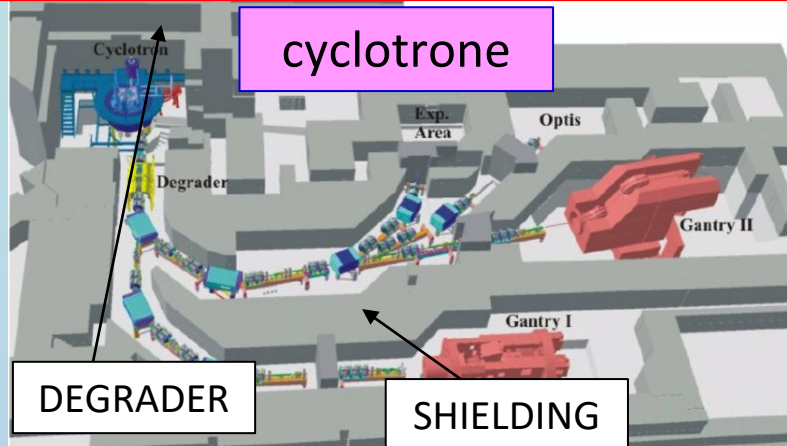 cyclotrone
Cyclotron
Exp.
Area
Optis
Degrader
Gantry II
Gantry I
DEGRADER
SHIELDING